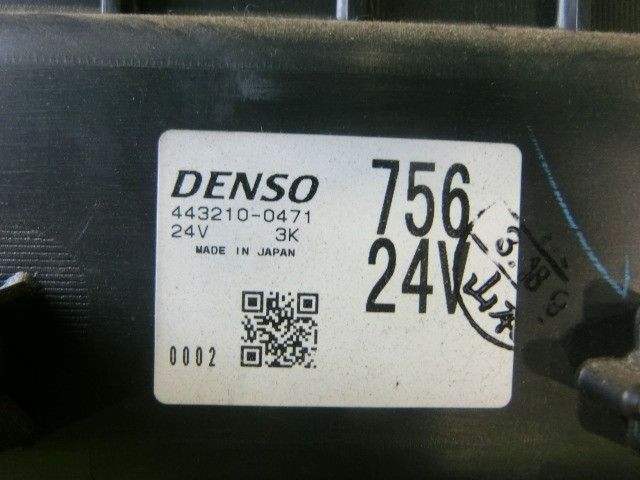 DENSO
443210-0471
24V 3K
MADE IN JAPAN
756
24V
0002